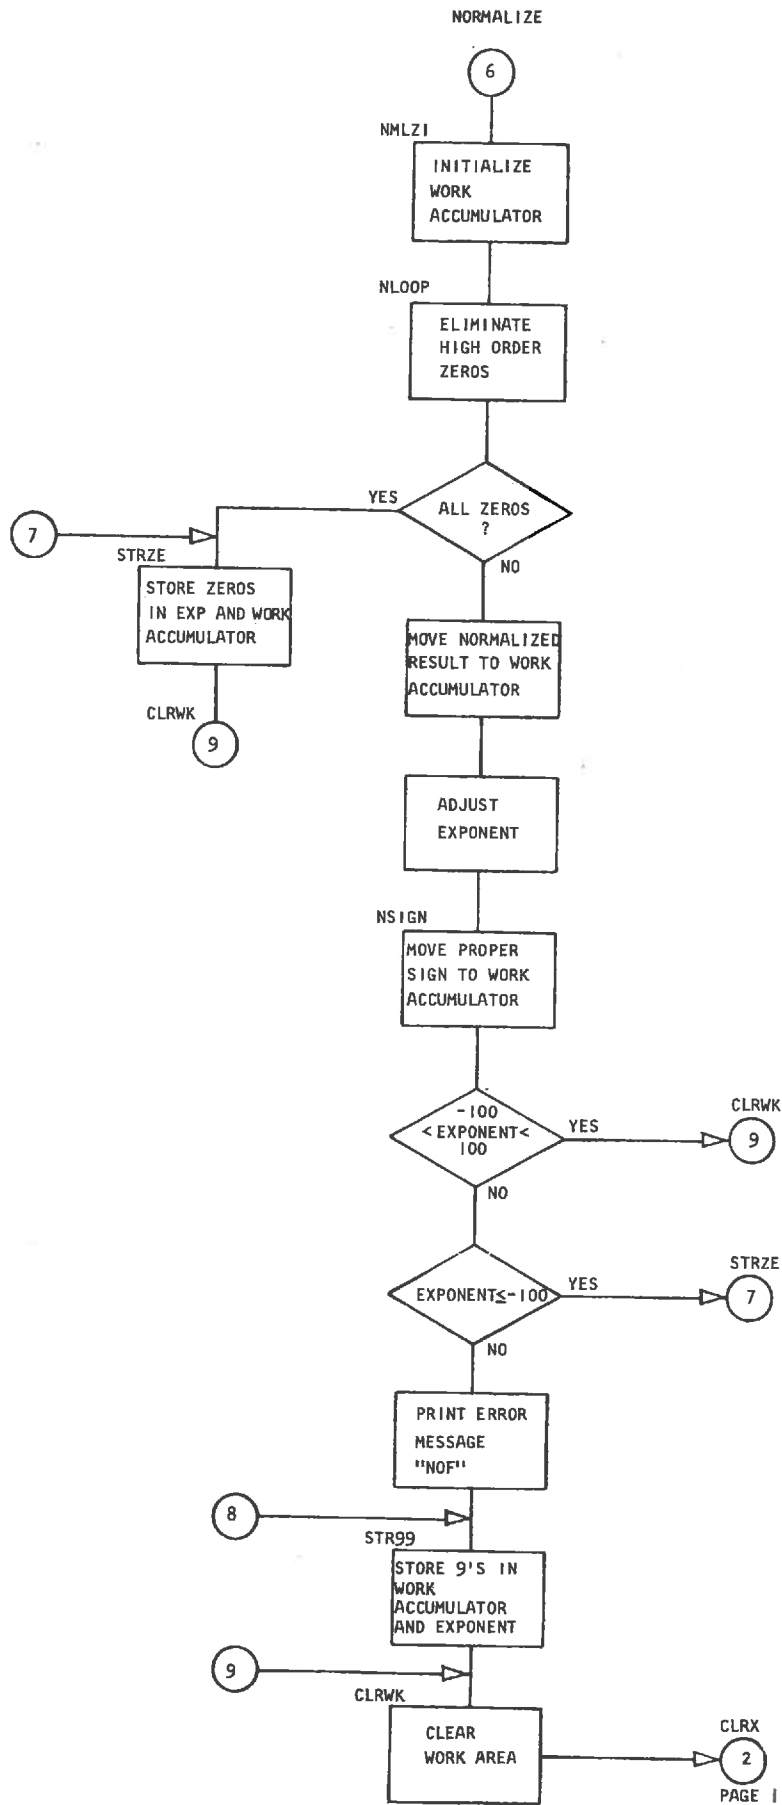 NORMALIZE
6
NMLZI
INITIALIZE
WORK
ACCUMULATOR
NLOOP
ELIMINATE
HIGH ORDER
ZEROS
YES
ALL ZEROS
?
NO
7
STRZE
STORE ZEROS
IN EXP AND WORK
ACCUMULATOR
CLRWK
9
MOVE NORMALIZED
RESULT TO WORK
ACCUMULATOR
ADJUST
EXPONENT
NSIGN
MOVE PROPER
SIGN TO WORK
ACCUMULATOR
-100
< EXPONENT <
100
YES
CLRWK
9
NO
EXPONENT≤-100
YES
STRZE
7
NO
PRINT ERROR
MESSAGE
"NOF"
8
STR99
STORE 9'S IN
WORK
ACCUMULATOR
AND EXPONENT
9
CLRWK
CLEAR
WORK AREA
CLRX
2
PAGE 1